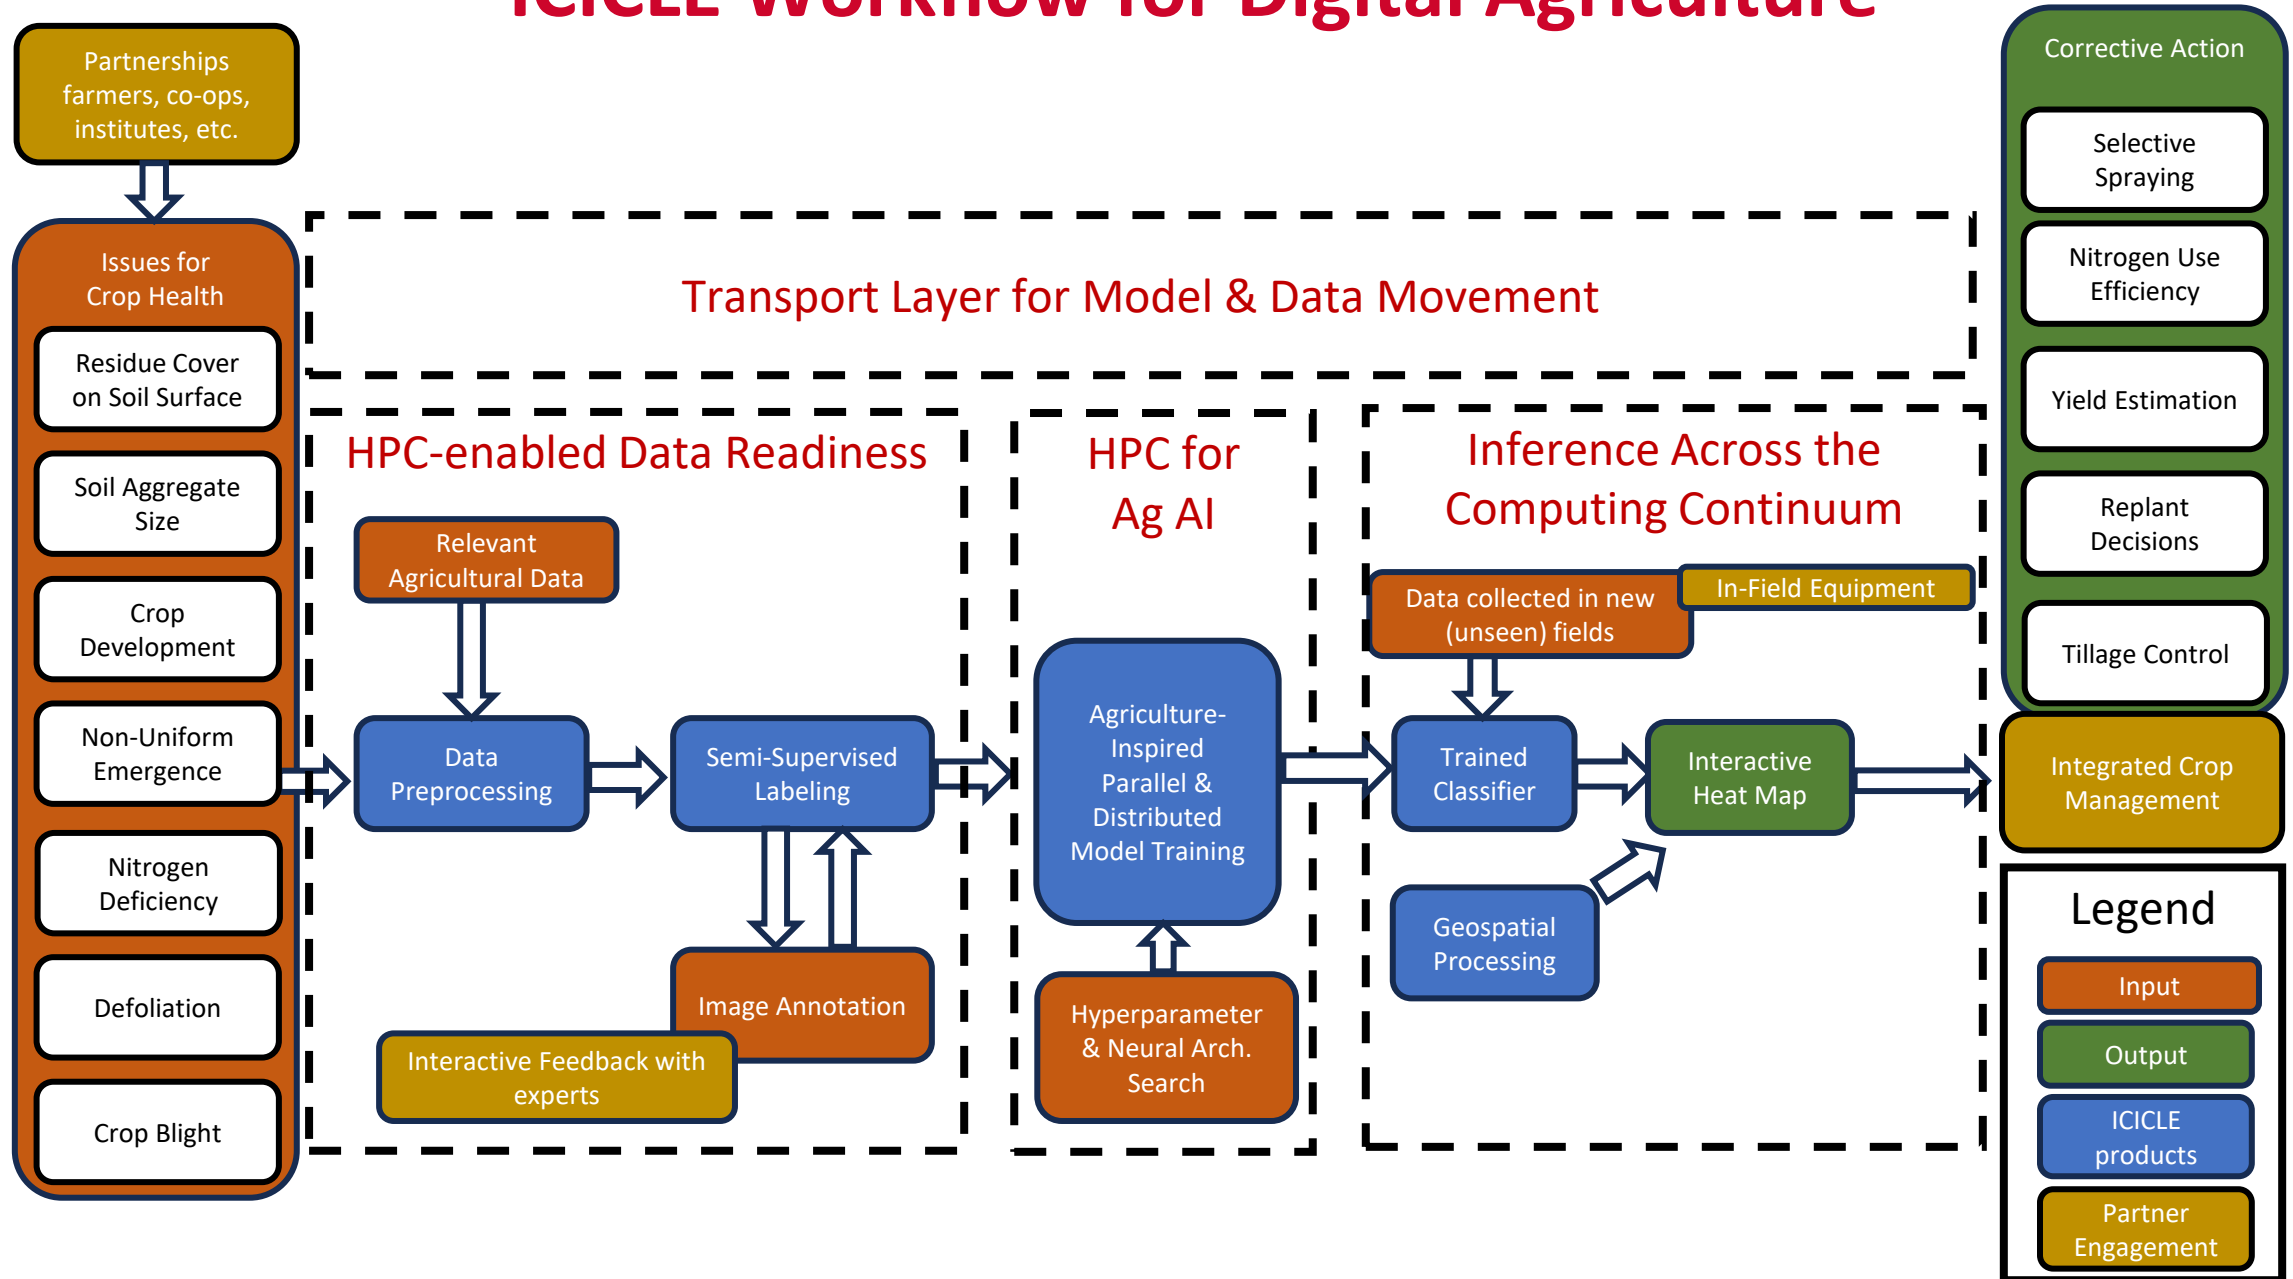 ICICLE Workflow for Digital Agriculture
Partnerships
farmers, co-ops,
institutes, etc.
Issues for
Crop Health
Residue Cover
on Soil Surface
Soil Aggregate
Size
Crop
Development
Non-Uniform
Emergence
Nitrogen
Deficiency
Defoliation
Crop Blight
Transport Layer for Model & Data Movement
HPC-enabled Data Readiness
Relevant
Agricultural Data
Data
Preprocessing
Semi-Supervised
Labeling
Image Annotation
Interactive Feedback with
experts
HPC for
Ag AI
Agriculture-
Inspired
Parallel &
Distributed
Model Training
Hyperparameter
& Neural Arch.
Search
Inference Across the
Computing Continuum
Data collected in new
(unseen) fields
In-Field Equipment
Trained
Classifier
Interactive
Heat Map
Geospatial
Processing
Corrective Action
Selective
Spraying
Nitrogen Use
Efficiency
Yield Estimation
Replant
Decisions
Tillage Control
Integrated Crop
Management
Legend
Input
Output
ICICLE
products
Partner
Engagement